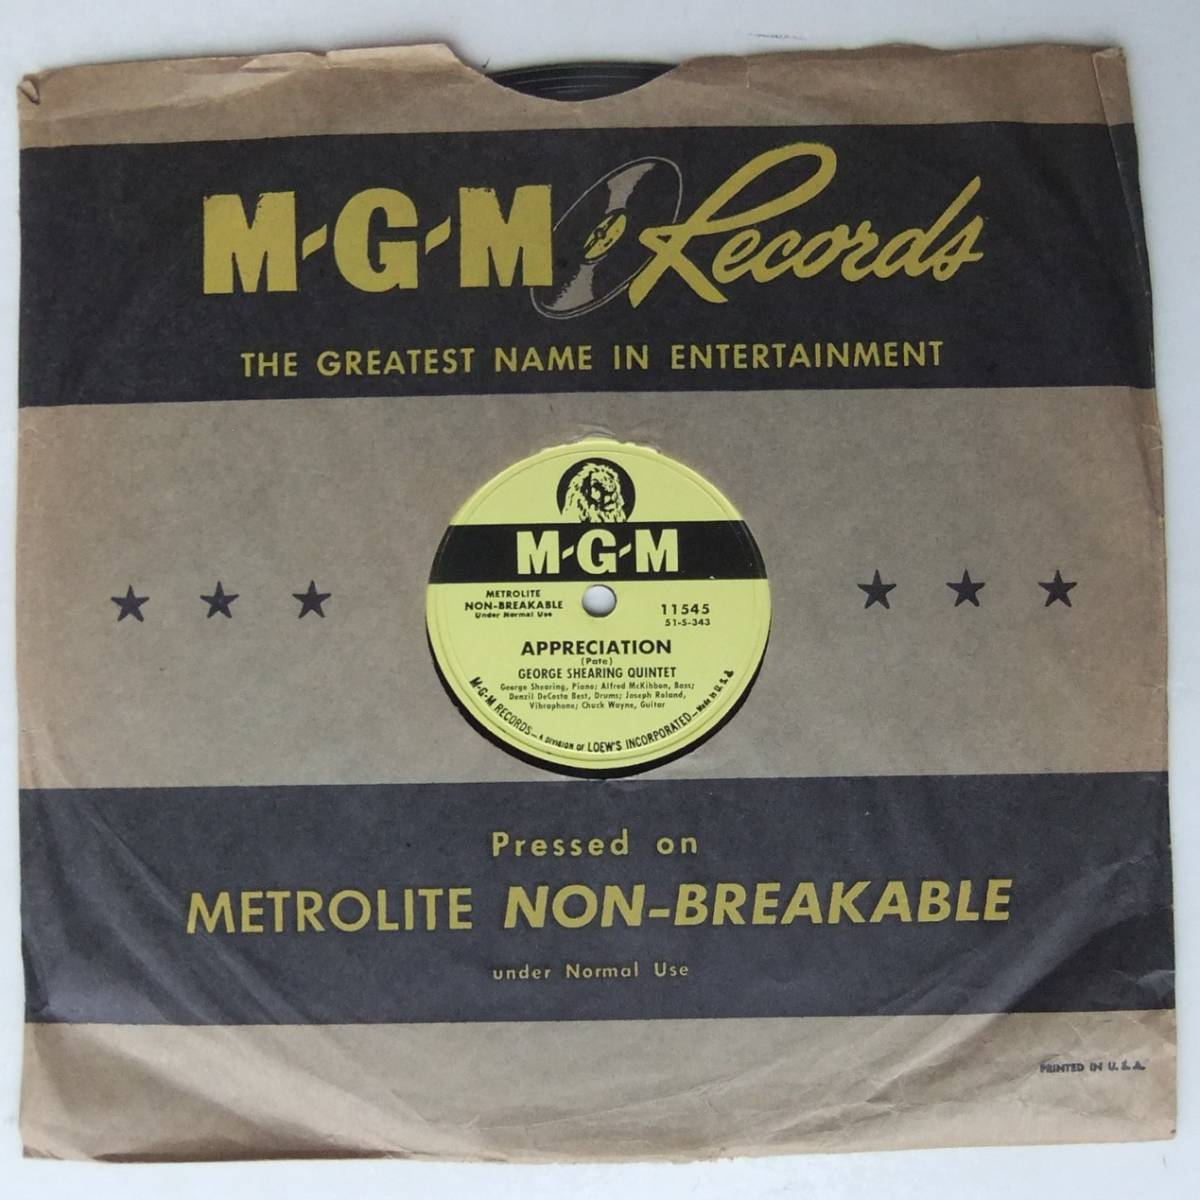 M-G-M Records
THE GREATEST NAME IN ENTERTAINMENT
M-G-M
METROLITE
NON-BREAKABLE
Under Normal Use
11545
51-S-343
APPRECIATION
(Pate)
GEORGE SHEARING QUINTET
George Shearing, Piano; Alfred McKibbon, Bass;
Denzil DeCosta Best, Drums; Joseph Roland,
Vibraphone; Chuck Wayne, Guitar
M-G-M RECORDS—A DIVISION OF LOEW'S INCORPORATED—Made in U.S.A.
Pressed on
METROLITE NON-BREAKABLE
under Normal Use
PRINTED IN U.S.A.